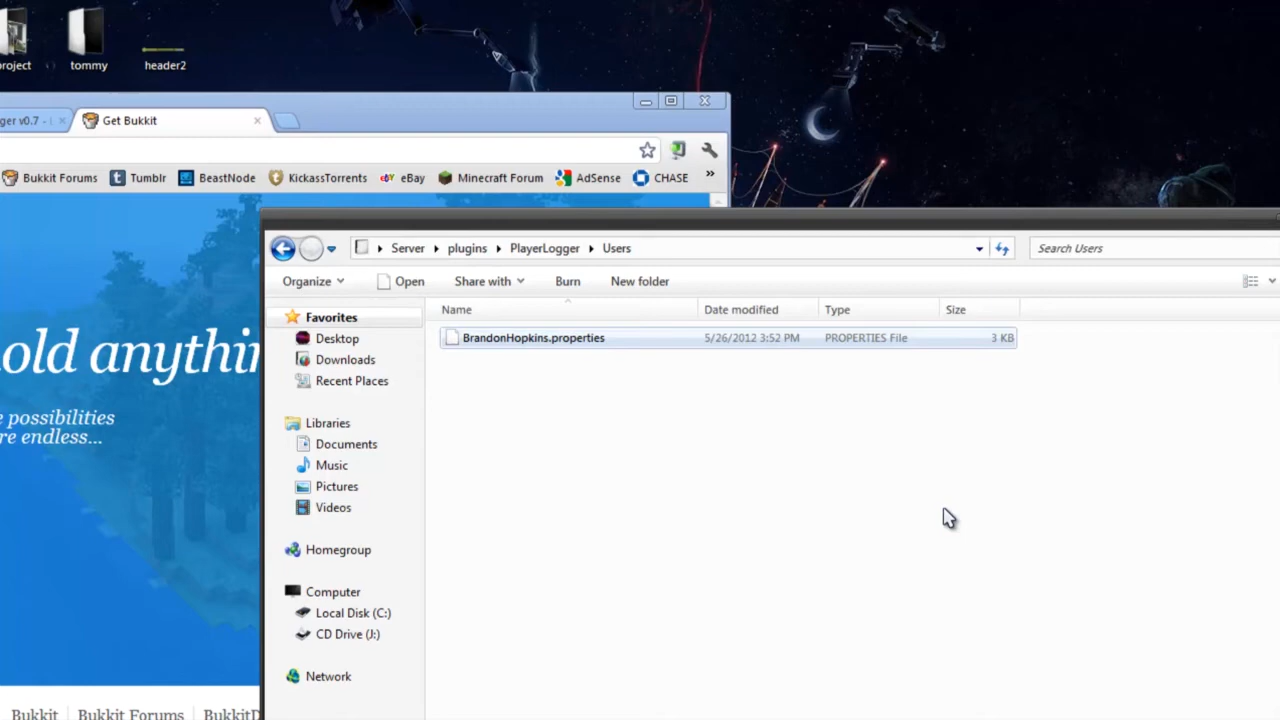 roject
tommy
header2
ger v0.7 -
Get Bukkit
Bukkit Forums
Tumblr
BeastNode
KickassTorrents
eBay
Minecraft Forum
AdSense
CHASE
»
old anythin
e possibilities
re endless...
Bukkit
Bukkit Forums
BukkitD
Server
plugins
PlayerLogger
Users
Search Users
Organize
Open
Share with
Burn
New folder
Name
Date modified
Type
Size
BrandonHopkins.properties
5/26/2012 3:52 PM
PROPERTIES File
3 KB
Favorites
Desktop
Downloads
Recent Places
Libraries
Documents
Music
Pictures
Videos
Homegroup
Computer
Local Disk (C:)
CD Drive (J:)
Network